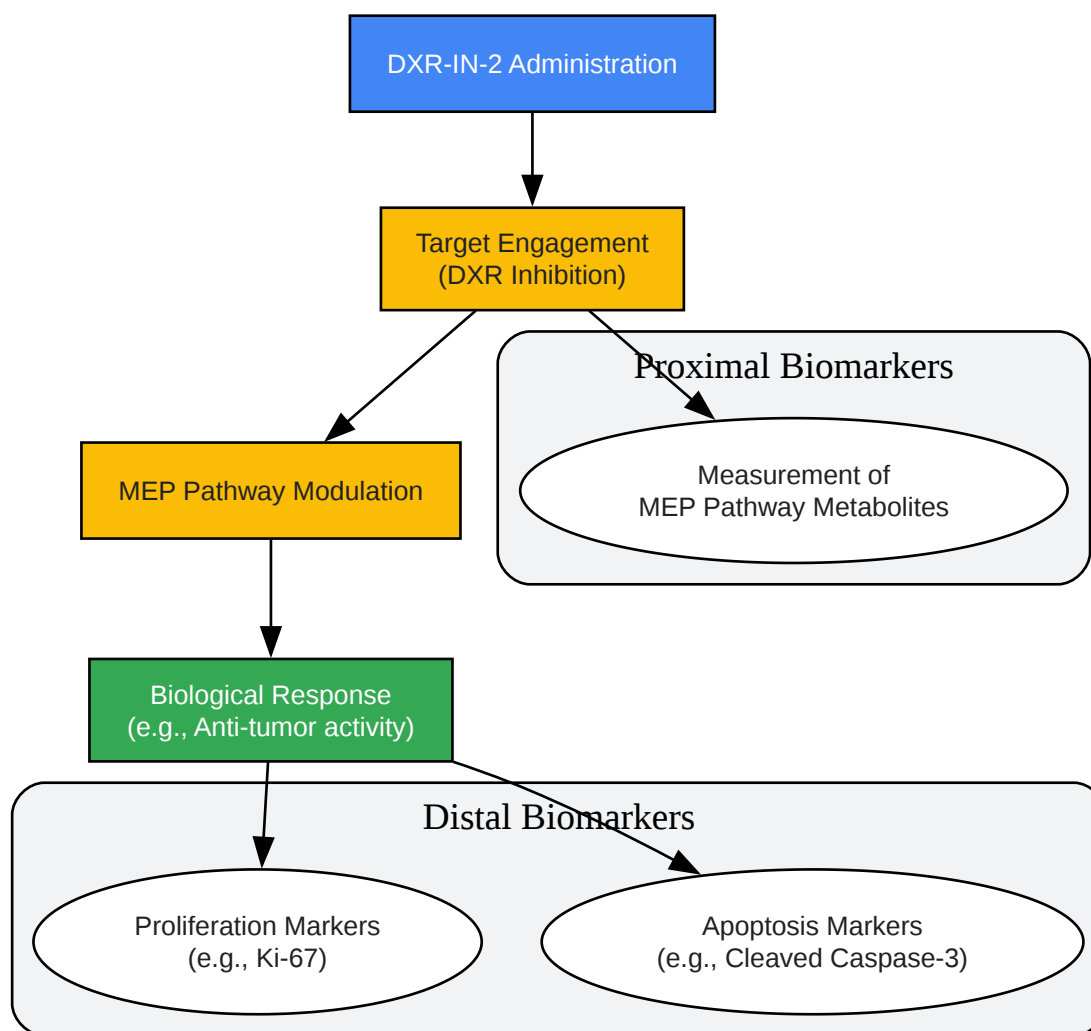 DXR-IN-2 Administration
Target Engagement
(DXR Inhibition)
Proximal Biomarkers
Measurement of
MEP Pathway Metabolites
MEP Pathway Modulation
Biological Response
(e.g., Anti-tumor activity)
Distal Biomarkers
Proliferation Markers
(e.g., Ki-67)
Apoptosis Markers
(e.g., Cleaved Caspase-3)